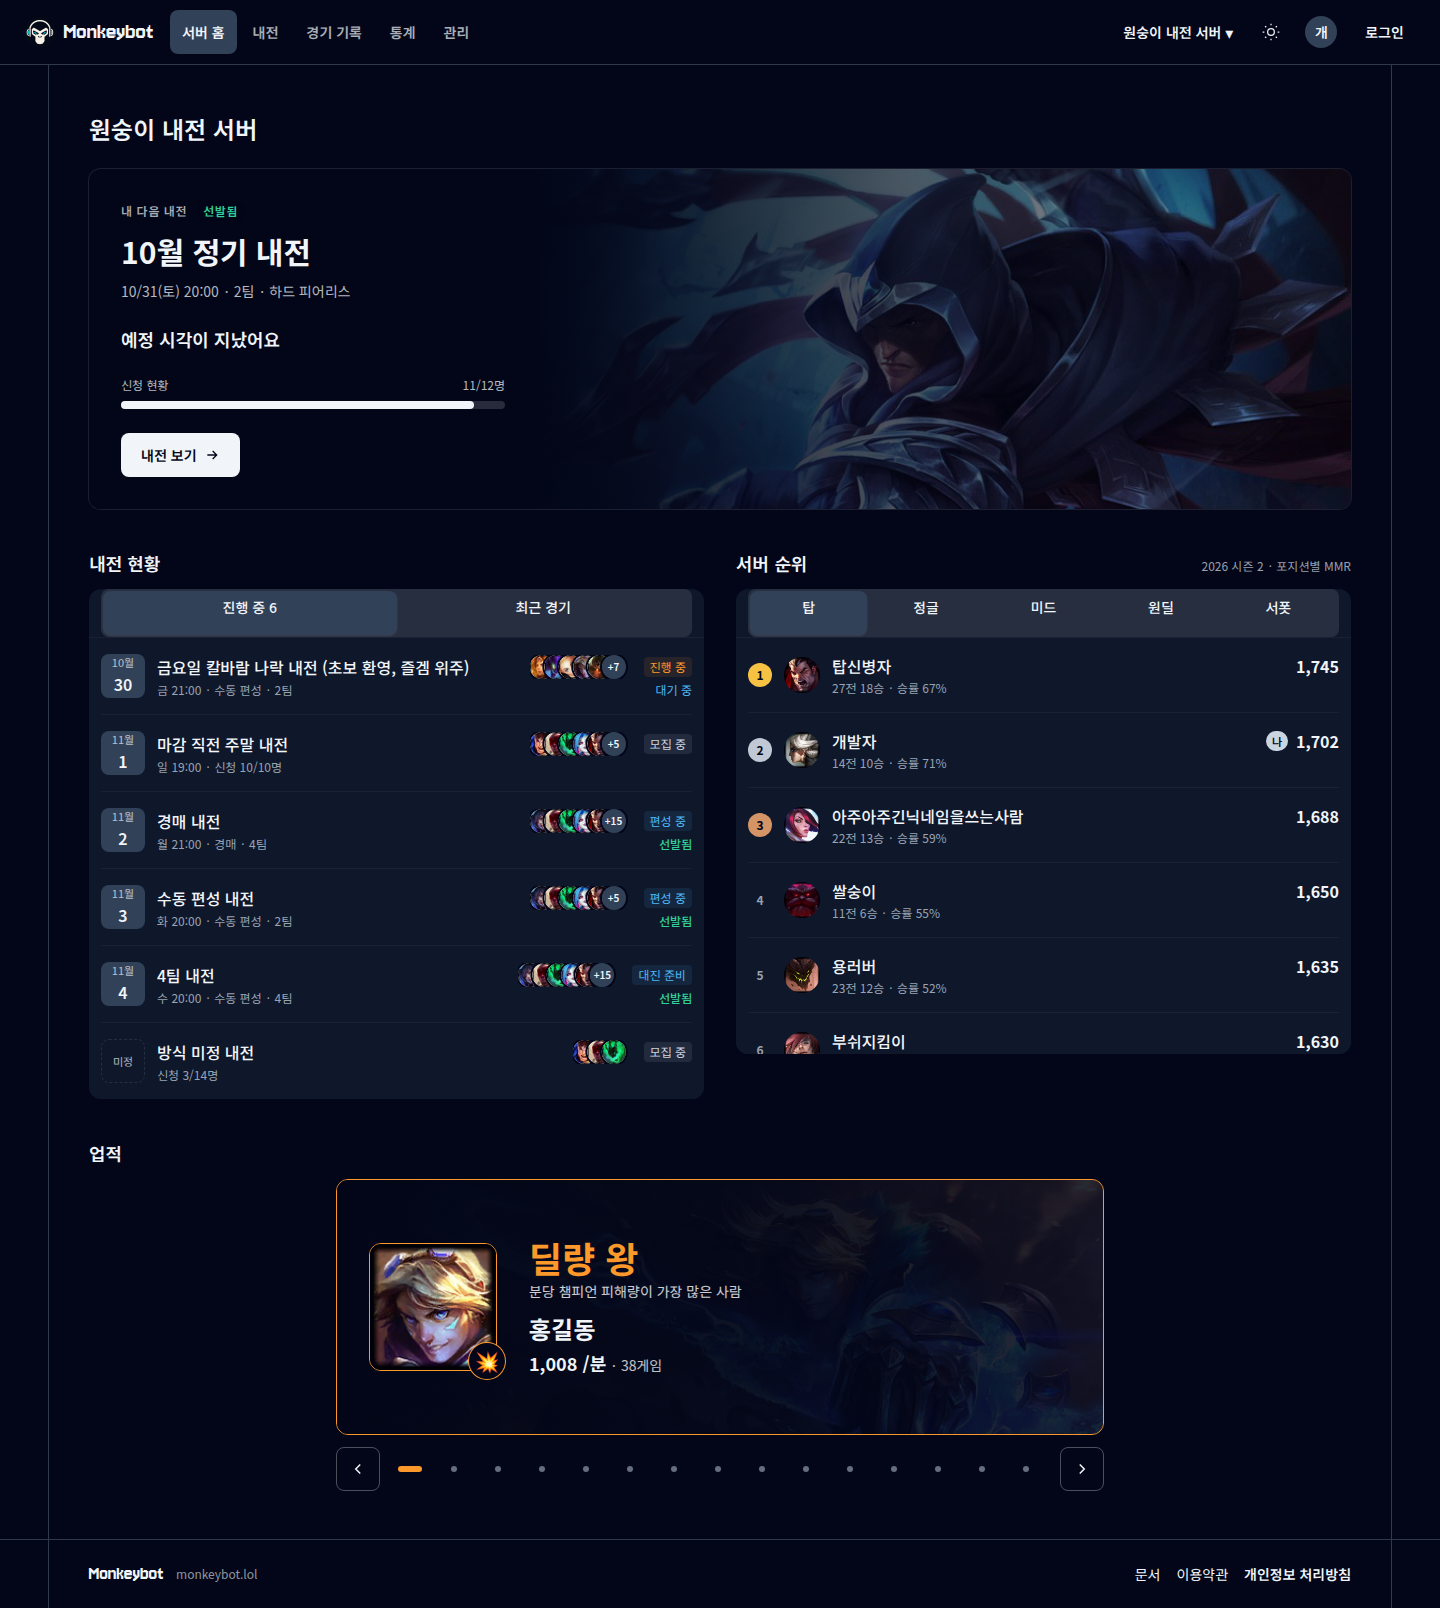 Monkeybot 서버 홈 내전 경기 기록 통계 관리 원숭이 내전 서버 ▾ 개 로그인
원숭이 내전 서버
내 다음 내전 선발됨
10월 정기 내전
10/31(토) 20:00 · 2팀 · 하드 피어리스
예정 시각이 지났어요
신청 현황 11/12명
내전 보기 →
내전 현황
진행 중 6 최근 경기
10월 30
금요일 칼바람 나락 내전 (초보 환영, 즐겜 위주) +7 진행 중
금 21:00 · 수동 편성 · 2팀 대기 중
11월 1
마감 직전 주말 내전 +5 모집 중
일 19:00 · 신청 10/10명
11월 2
경매 내전 +15 편성 중
월 21:00 · 경매 · 4팀 선발됨
11월 3
수동 편성 내전 +5 편성 중
화 20:00 · 수동 편성 · 2팀 선발됨
11월 4
4팀 내전 +15 대진 준비
수 20:00 · 수동 편성 · 4팀 선발됨
미정
방식 미정 내전 모집 중
신청 3/14명
서버 순위 2026 시즌 2 · 포지션별 MMR
탑 정글 미드 원딜 서폿
1 탑신병자 1,745
27전 18승 · 승률 67%
2 개발자 나 1,702
14전 10승 · 승률 71%
3 아주아주긴닉네임을쓰는사람 1,688
22전 13승 · 승률 59%
4 쌀숭이 1,650
11전 6승 · 승률 55%
5 용러버 1,635
23전 12승 · 승률 52%
6 부쉬지킴이 1,630
업적
딜량 왕
분당 챔피언 피해량이 가장 많은 사람
홍길동
1,008 /분 · 38게임
Monkeybot monkeybot.lol 문서 이용약관 개인정보 처리방침